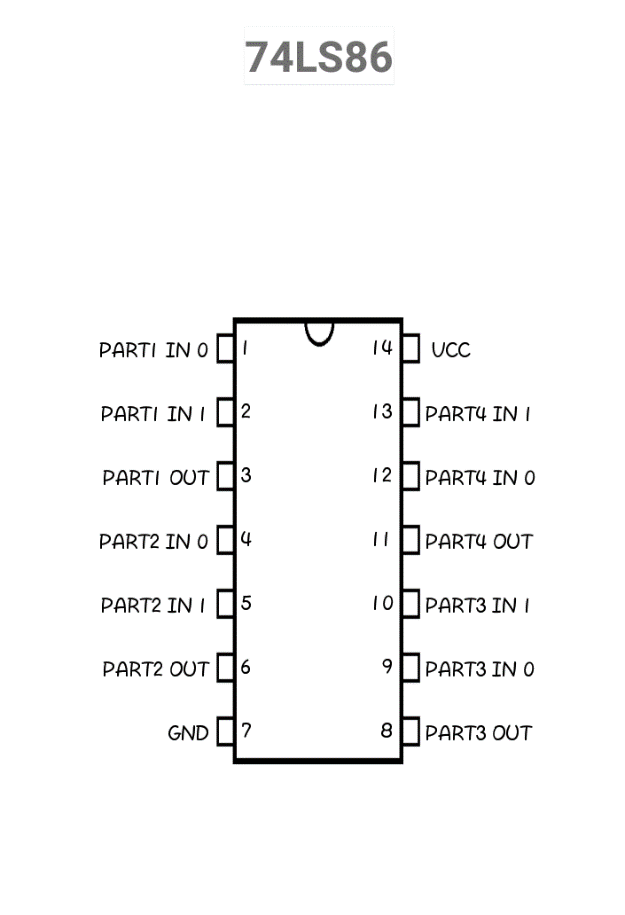 74LS86
PART1 IN 0 1 14 VCC
PART1 IN 1 2 13 PART4 IN 1
PART1 OUT 3 12 PART4 IN 0
PART2 IN 0 4 11 PART4 OUT
PART2 IN 1 5 10 PART3 IN 1
PART2 OUT 6 9 PART3 IN 0
GND 7 8 PART3 OUT